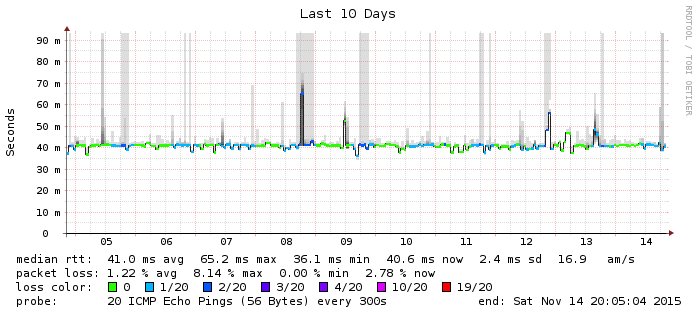 Last 10 Days
RRDTOOL / TOBI OETIKER
Seconds
90 m
80 m
70 m
60 m
50 m
40 m
30 m
20 m
10 m
0
05 06 07 08 09 10 11 12 13 14
median rtt: 41.0 ms avg 65.2 ms max 36.1 ms min 40.6 ms now 2.4 ms sd 16.9 am/s
packet loss: 1.22 % avg 8.14 % max 0.00 % min 2.78 % now
loss color: 0 1/20 2/20 3/20 4/20 10/20 19/20
probe: 20 ICMP Echo Pings (56 Bytes) every 300s end: Sat Nov 14 20:05:04 2015